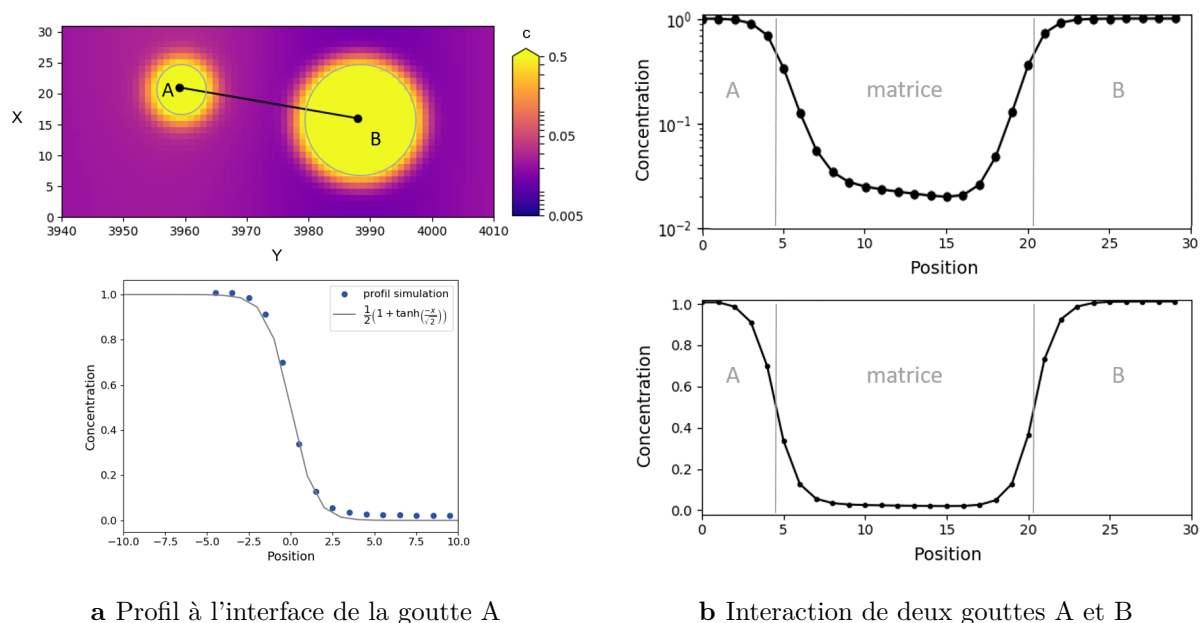 c
30
25
20
15
10
5
0
X
A
B
0.5
0.05
0.005
3940
3950
3960
3970
3980
3990
4000
4010
Y
1.0
0.8
0.6
0.4
0.2
0.0
Concentration
profil simulation
1/2(1 + tanh(−x/√2))
−10.0
−7.5
−5.0
−2.5
0.0
2.5
5.0
7.5
10.0
Position
a Profil à l'interface de la goutte A
10⁰
10⁻¹
10⁻²
Concentration
A
matrice
B
0
5
10
15
20
25
30
Position
1.0
0.8
0.6
0.4
0.2
0.0
Concentration
A
matrice
B
0
5
10
15
20
25
30
Position
b Interaction de deux gouttes A et B